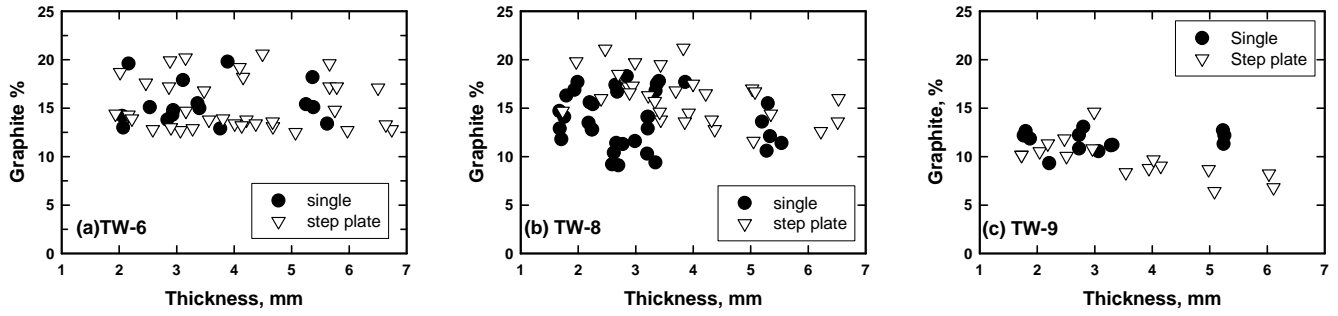 Graphite %
25
20
15
10
5
0
1 2 3 4 5 6 7
Thickness, mm
single
step plate
(a)TW-6
Graphite %
25
20
15
10
5
0
1 2 3 4 5 6 7
Thickness, mm
single
step plate
(b) TW-8
Graphite, %
25
20
15
10
5
0
1 2 3 4 5 6 7
Thickness, mm
Single
Step plate
(c) TW-9